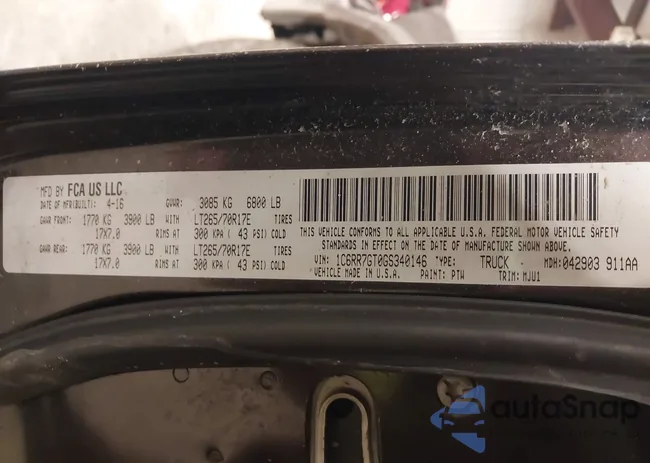 MFD BY FCA US LLC
DATE OF MFR(BUILT): 4-16 GVWR: 3085 KG 6800 LB
GAWR FRONT: 1770 KG 3900 LB WITH LT265/70R17E TIRES
17X7.0 RIMS AT 300 KPA ( 43 PSI) COLD
GAWR REAR: 1770 KG 3900 LB WITH LT265/70R17E TIRES
17X7.0 RIMS AT 300 KPA ( 43 PSI) COLD
THIS VEHICLE CONFORMS TO ALL APPLICABLE U.S.A. FEDERAL MOTOR VEHICLE SAFETY
STANDARDS IN EFFECT ON THE DATE OF MANUFACTURE SHOWN ABOVE.
VIN: 1C6RR7GT0GS340146 TYPE: TRUCK MDH: 042903 911AA
VEHICLE MADE IN U.S.A. PAINT: PTW TRIM: MJU1
autoSnap